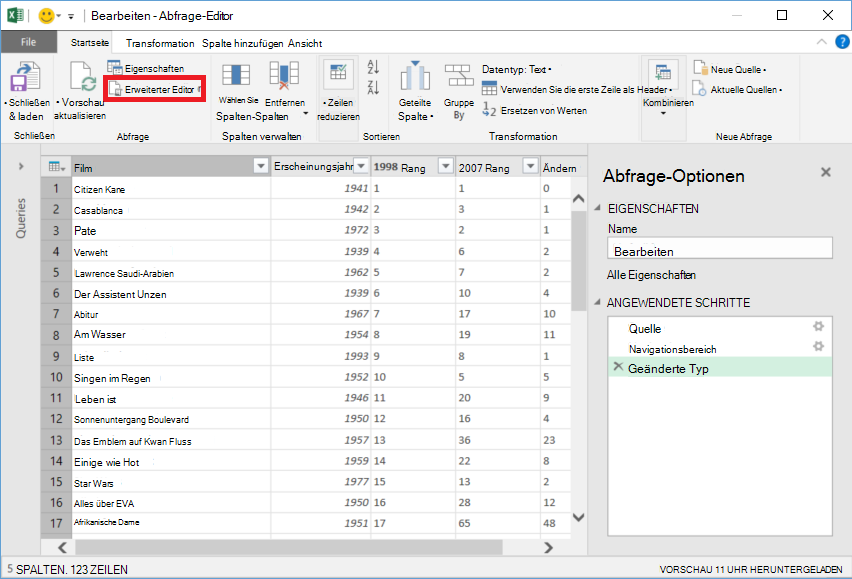 Bearbeiten - Abfrage-Editor
File Startseite Transformation Spalte hinzufügen Ansicht
Schließen & laden
Vorschau aktualisieren
Eigenschaften
Erweiterter Editor
Wählen Sie Spalten-Spalten
Entfernen
Zeilen reduzieren
Geteilte Spalte
Gruppe By
Datentyp: Text
Verwenden Sie die erste Zeile als Header
Ersetzen von Werten
Kombinieren
Neue Quelle
Aktuelle Quellen
Schließen Abfrage Spalten verwalten Sortieren Transformation Neue Abfrage
Queries
Film Erscheinungsjahr 1998 Rang 2007 Rang Ändern
1 Citizen Kane 1941 1 1 0
2 Casablanca 1942 2 3 1
3 Pate 1972 3 2 1
4 Verweht 1939 4 6 2
5 Lawrence Saudi-Arabien 1962 5 7 2
6 Der Assistent Unzen 1939 6 10 4
7 Abitur 1967 7 17 10
8 Am Wasser 1954 8 19 11
9 Liste 1993 9 8 1
10 Singen im Regen 1952 10 5 5
11 Leben ist 1946 11 20 9
12 Sonnenuntergang Boulevard 1950 12 16 4
13 Das Emblem auf Kwan Fluss 1957 13 36 23
14 Einige wie Hot 1959 14 22 8
15 Star Wars 1977 15 13 2
16 Alles über EVA 1950 16 28 12
17 Afrikanische Dame 1951 17 65 48
Abfrage-Optionen
EIGENSCHAFTEN
Name
Bearbeiten
Alle Eigenschaften
ANGEWENDETE SCHRITTE
Quelle
Navigationsbereich
Geänderte Typ
5 SPALTEN. 123 ZEILEN
VORSCHAU 11 UHR HERUNTERGELADEN